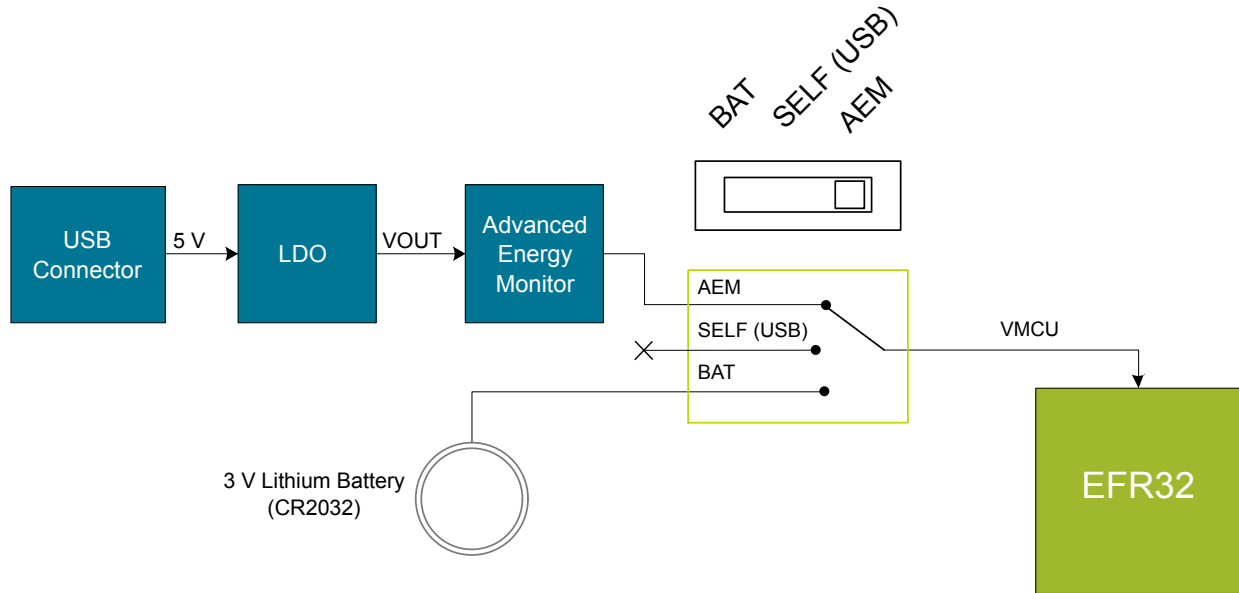 BAT
SELF (USB)
AEM
USB
Connector
5 V
LDO
VOUT
Advanced
Energy
Monitor
AEM
SELF (USB)
BAT
VMCU
3 V Lithium Battery
(CR2032)
EFR32